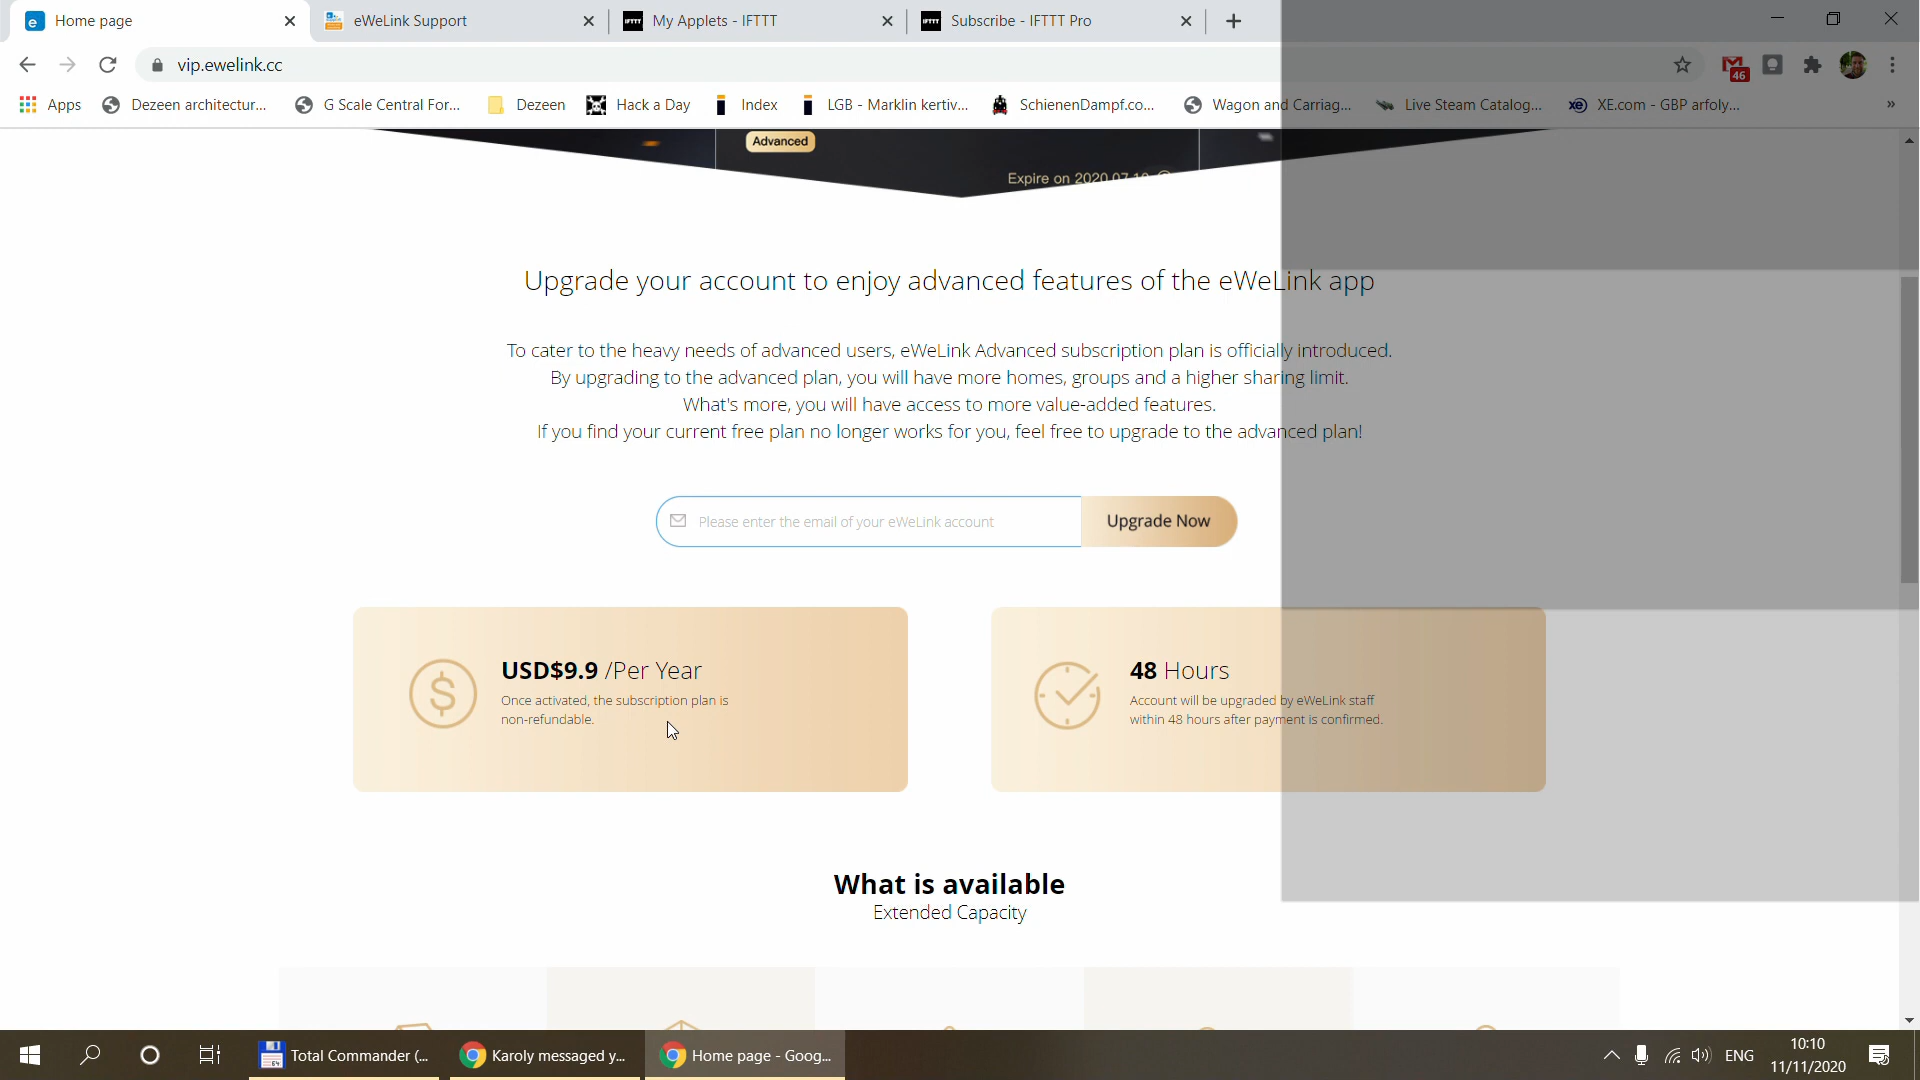 Home page
eWeLink Support
My Applets - IFTTT
Subscribe - IFTTT Pro
vip.ewelink.cc
46
Apps
Dezeen architectur...
G Scale Central For...
Dezeen
Hack a Day
Index
LGB - Marklin kertiv...
SchienenDampf.co...
Wagon and Carriag...
Live Steam Catalog...
XE.com - GBP arfoly...
Advanced
Expire on 2020.07.10
Upgrade your account to enjoy advanced features of the eWeLink app
To cater to the heavy needs of advanced users, eWeLink Advanced subscription plan is officially introduced.
By upgrading to the advanced plan, you will have more homes, groups and a higher sharing limit.
What's more, you will have access to more value-added features.
If you find your current free plan no longer works for you, feel free to upgrade to the advanced plan!
Please enter the email of your eWeLink account
Upgrade Now
USD$9.9 /Per Year
Once activated, the subscription plan is
non-refundable.
48 Hours
Account will be upgraded by eWeLink staff
within 48 hours after payment is confirmed.
What is available
Extended Capacity
Total Commander (...
Karoly messaged y...
Home page - Goog...
ENG
10:10
11/11/2020